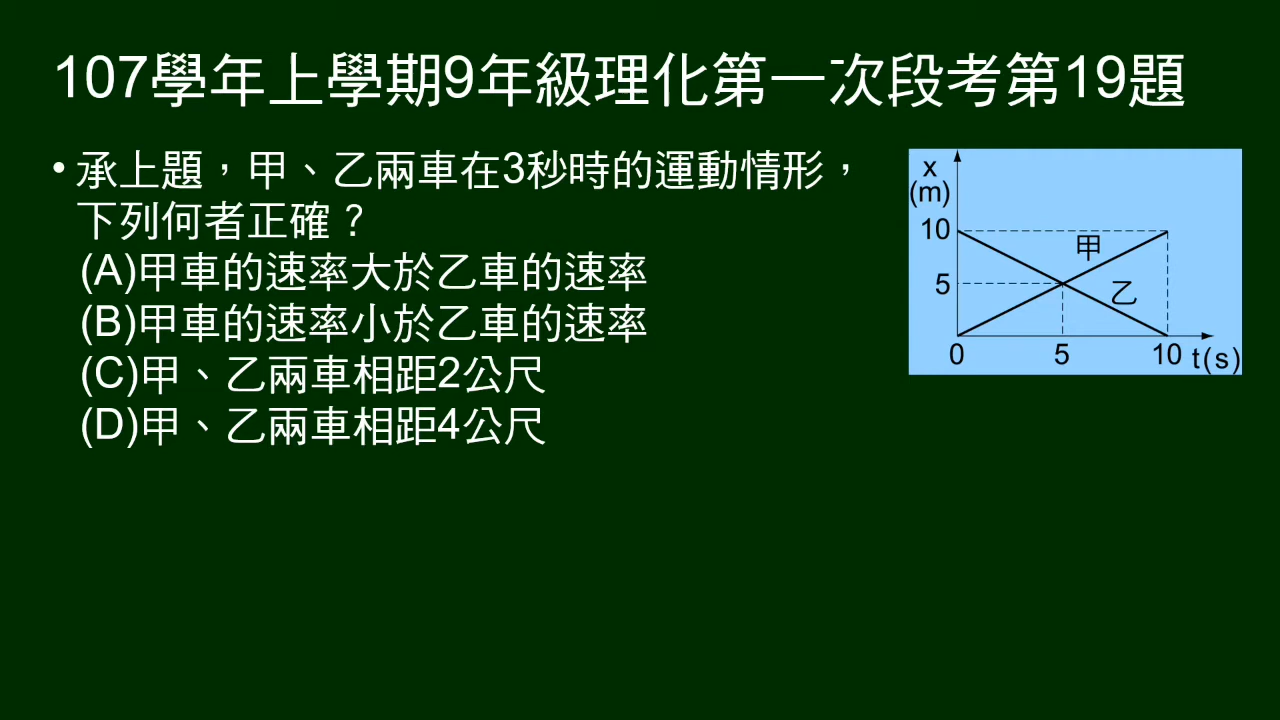 107學年上學期9年級理化第一次段考第19題
•承上題，甲、乙兩車在3秒時的運動情形，
下列何者正確？
(A)甲車的速率大於乙車的速率
(B)甲車的速率小於乙車的速率
(C)甲、乙兩車相距2公尺
(D)甲、乙兩車相距4公尺
x
(m)
10
甲
5
乙
0 5 10 t(s)